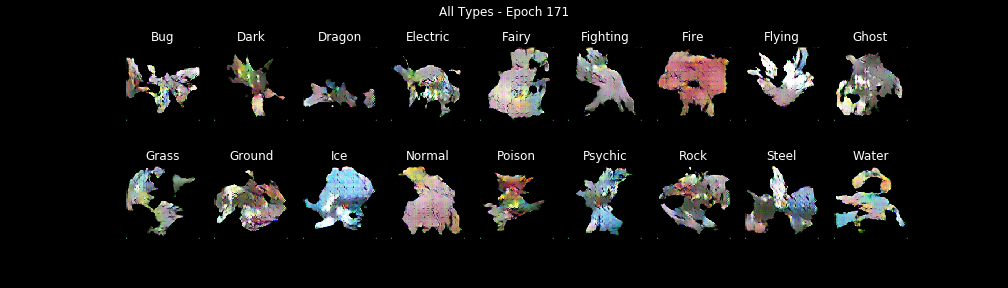 All Types - Epoch 171
Bug Dark Dragon Electric Fairy Fighting Fire Flying Ghost
Grass Ground Ice Normal Poison Psychic Rock Steel Water